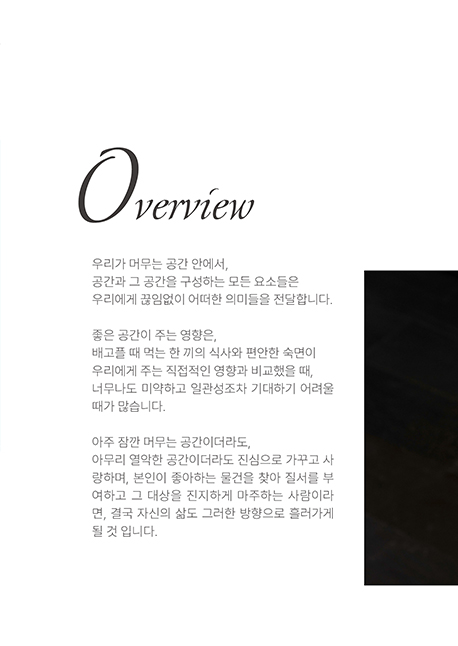 Overview
우리가 머무는 공간 안에서,
공간과 그 공간을 구성하는 모든 요소들은
우리에게 끊임없이 어떠한 의미들을 전달합니다.
좋은 공간이 주는 영향은,
배고플 때 먹는 한 끼의 식사와 편안한 숙면이
우리에게 주는 직접적인 영향과 비교했을 때,
너무나도 미약하고 일관성조차 기대하기 어려울
때가 많습니다.
아주 잠깐 머무는 공간이더라도,
아무리 열악한 공간이더라도 진심으로 가꾸고 사
랑하며, 본인이 좋아하는 물건을 찾아 질서를 부
여하고 그 대상을 진지하게 마주하는 사람이라
면, 결국 자신의 삶도 그러한 방향으로 흘러가게
될 것 입니다.